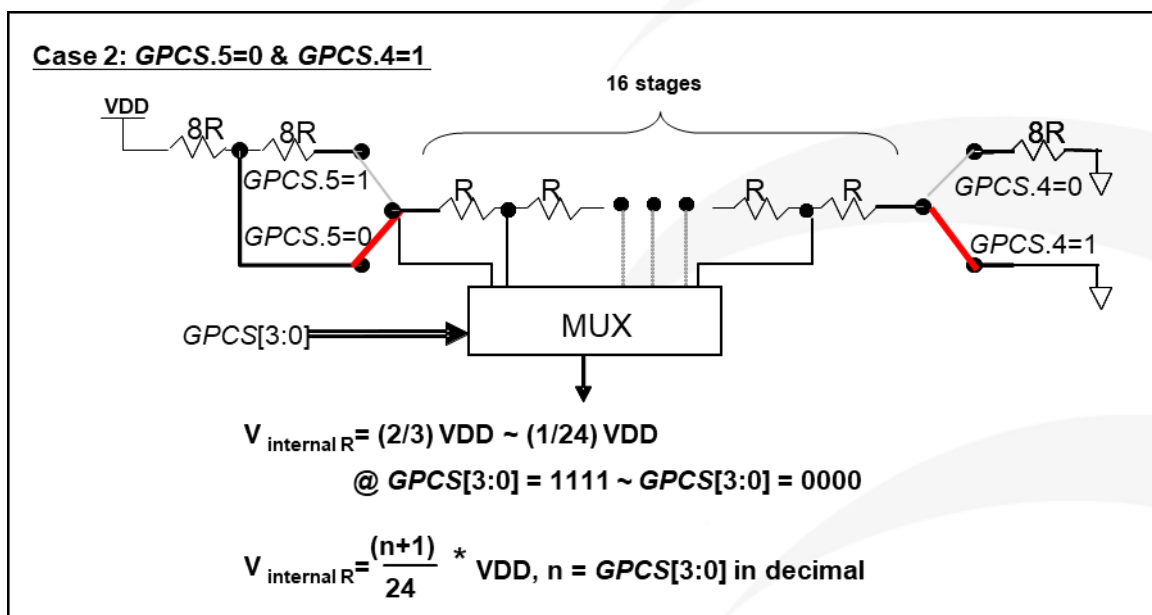 Case 2: GPCS.5=0 & GPCS.4=1
16 stages
VDD
8R
8R
8R
GPCS.5=1
GPCS.4=0
R
R
R
R
GPCS.5=0
GPCS.4=1
MUX
GPCS[3:0]
V internal R= (2/3) VDD ~ (1/24) VDD
@ GPCS[3:0] = 1111 ~ GPCS[3:0] = 0000
V internal R= (n+1)
24 * VDD, n = GPCS[3:0] in decimal